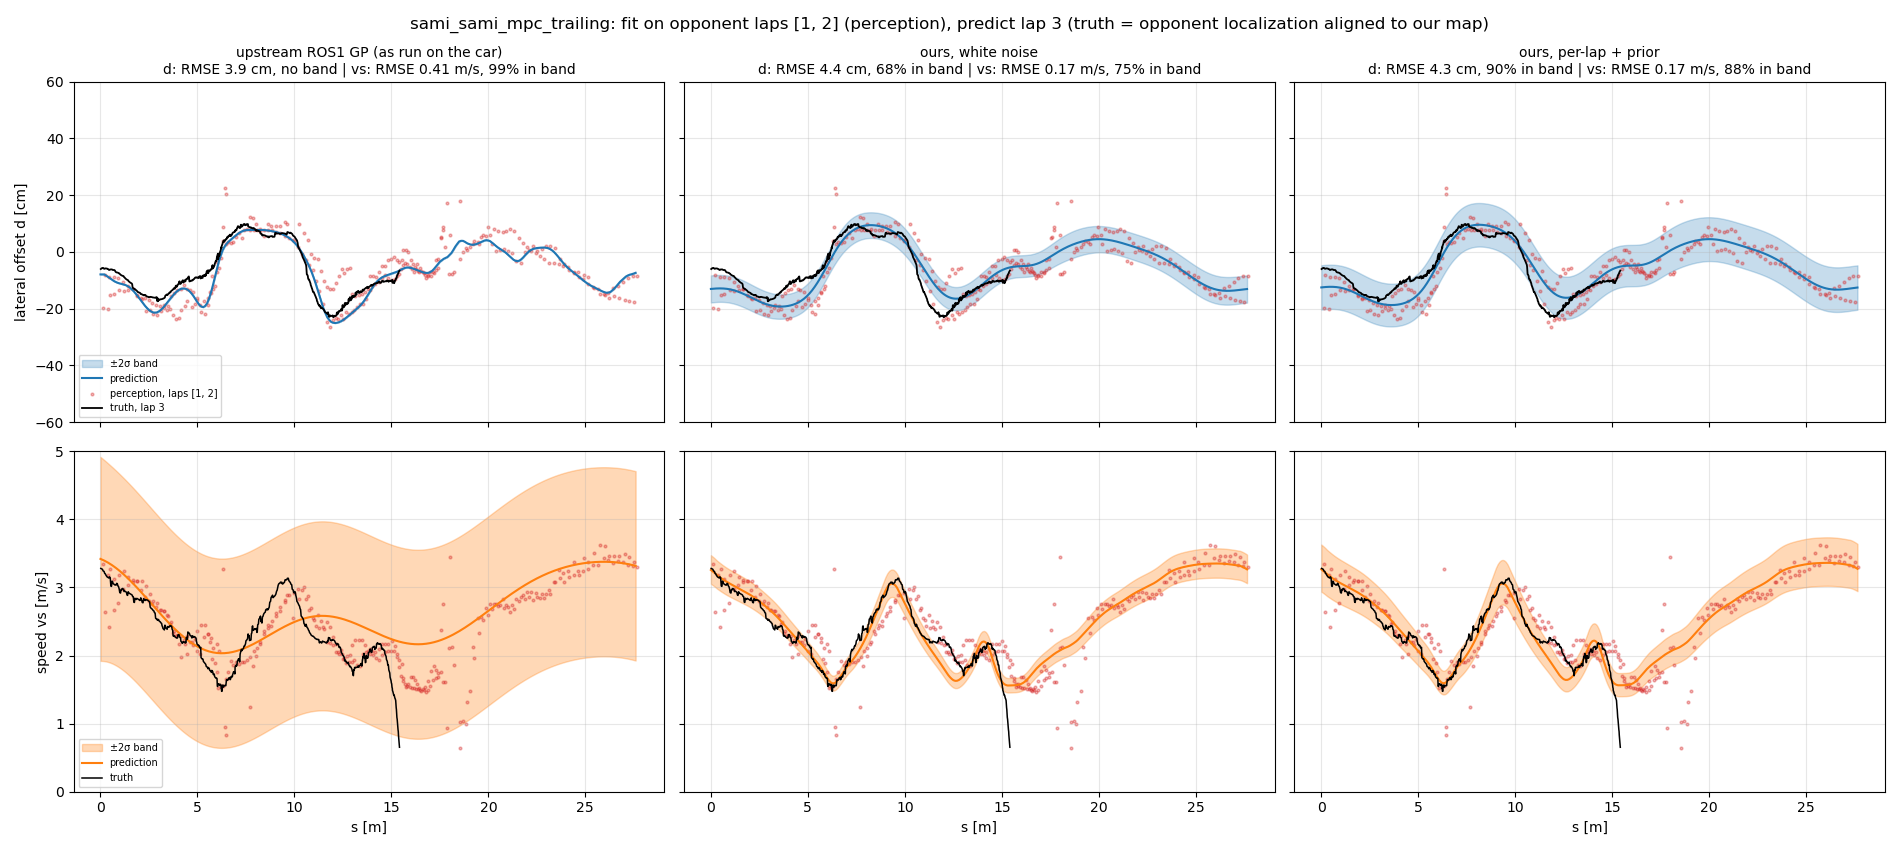 sami_sami_mpc_trailing: fit on opponent laps [1, 2] (perception), predict lap 3 (truth = opponent localization aligned to our map)
upstream ROS1 GP (as run on the car)
d: RMSE 3.9 cm, no band | vs: RMSE 0.41 m/s, 99% in band
ours, white noise
d: RMSE 4.4 cm, 68% in band | vs: RMSE 0.17 m/s, 75% in band
ours, per-lap + prior
d: RMSE 4.3 cm, 90% in band | vs: RMSE 0.17 m/s, 88% in band
lateral offset d [cm]
60
40
20
0
−20
−40
−60
±2σ band
prediction
perception, laps [1, 2]
truth, lap 3
speed vs [m/s]
5
4
3
2
1
0
±2σ band
prediction
truth
0 5 10 15 20 25
s [m]
0 5 10 15 20 25
s [m]
0 5 10 15 20 25
s [m]